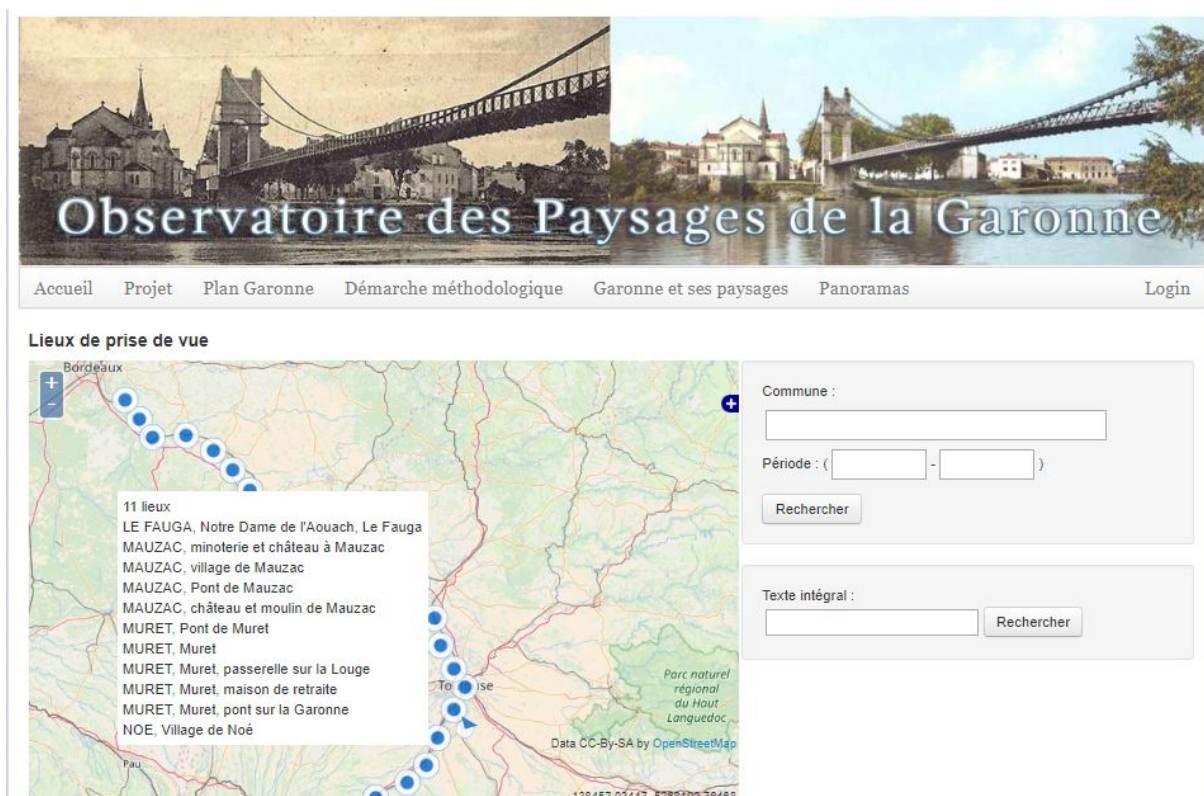 Observatoire des Paysages de la Garonne
Accueil Projet Plan Garonne Démarche méthodologique Garonne et ses paysages Panoramas Login
Lieux de prise de vue
Bordeaux
+
-
+
11 lieux
LE FAUGA, Notre Dame de l'Aouach, Le Fauga
MAUZAC, minoterie et château à Mauzac
MAUZAC, village de Mauzac
MAUZAC, Pont de Mauzac
MAUZAC, château et moulin de Mauzac
MURET, Pont de Muret
MURET, Muret
MURET, Muret, passerelle sur la Louge
MURET, Muret, maison de retraite
MURET, Muret, pont sur la Garonne
NOE, Village de Noé
Pau
Parc naturel
régional
du Haut
Languedoc
Data CC-By-SA by OpenStreetMap
Commune :
Période : ( - )
Rechercher
Texte intégral :
Rechercher